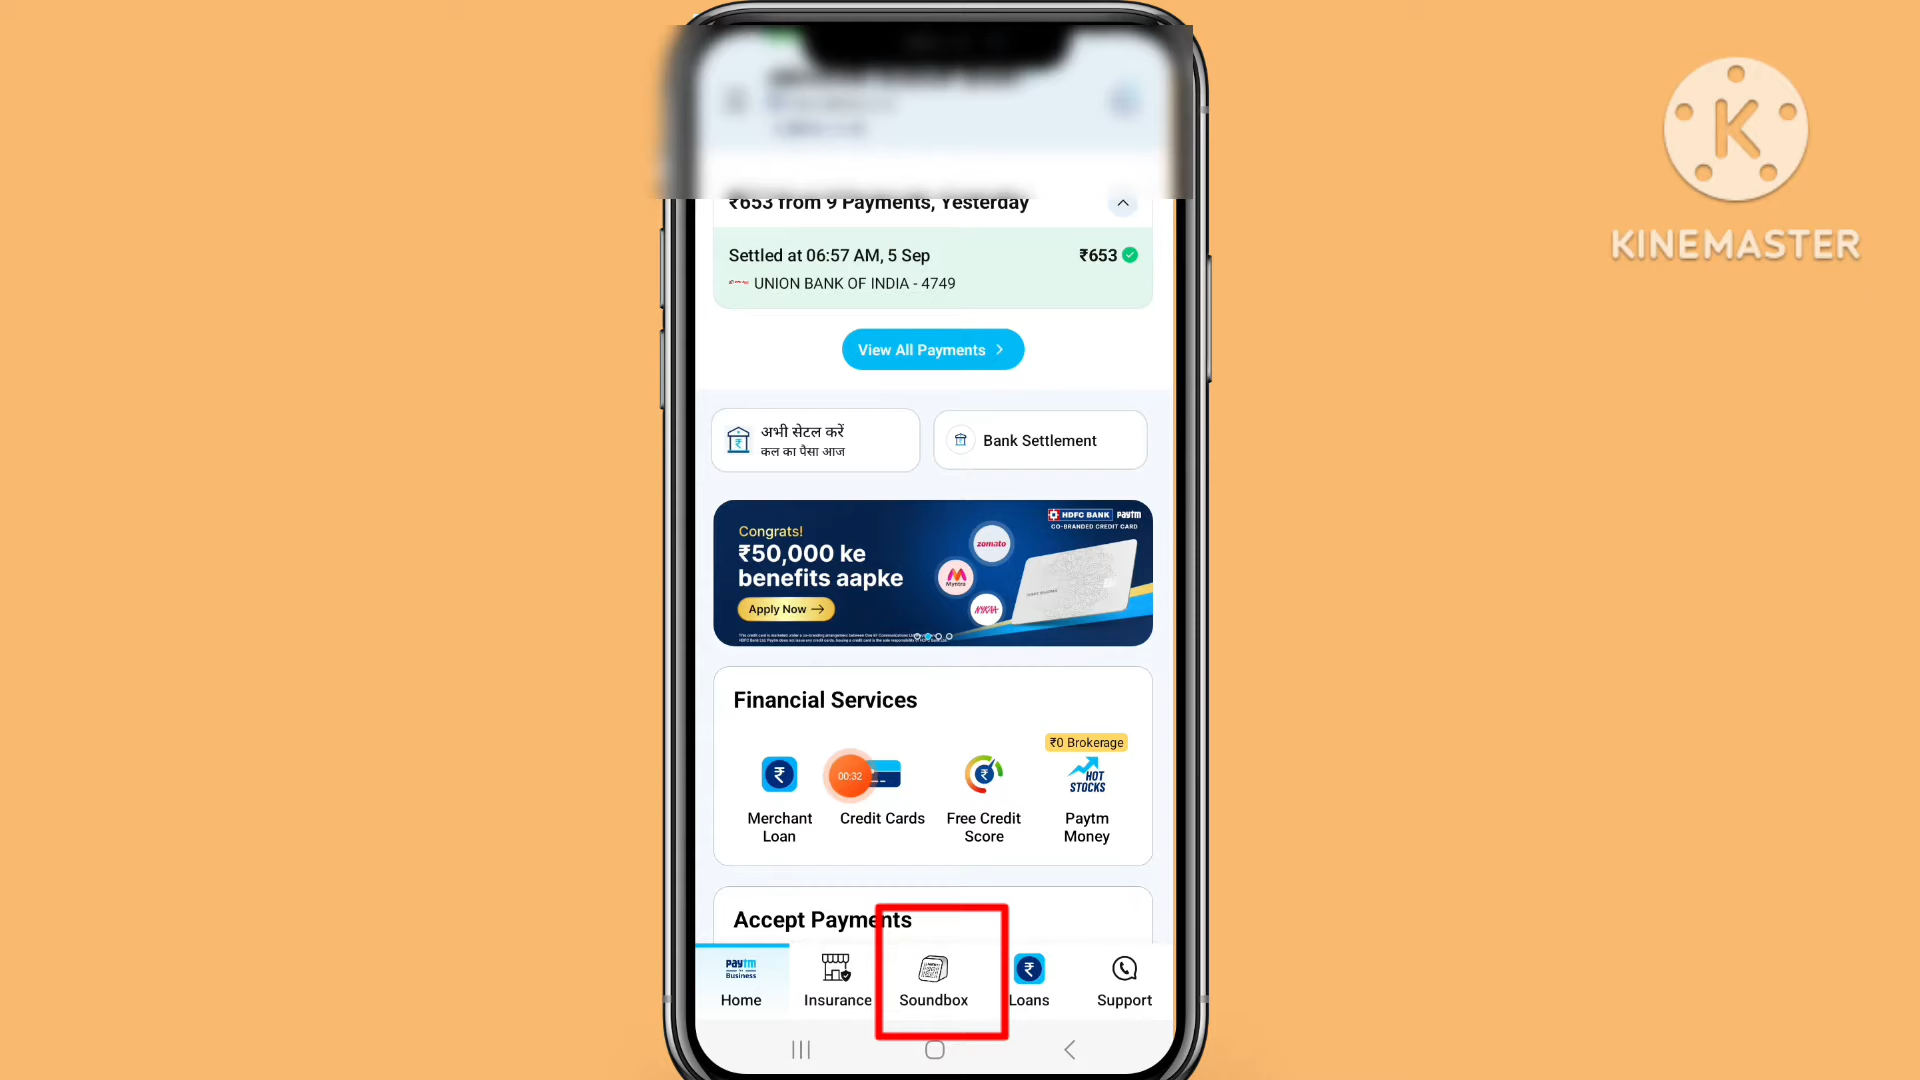 KINEMASTER
₹653 from 9 Payments, Yesterday
Settled at 06:57 AM, 5 Sep
₹653
UNION BANK OF INDIA - 4749
View All Payments
अभी सेटल करें
कल का पैसा आज
Bank Settlement
HDFC BANK Paytm
CO-BRANDED CREDIT CARD
Congrats!
₹50,000 ke
benefits aapke
zomato
Myntra
NYKAA
Apply Now
Financial Services
₹0 Brokerage
HOT
STOCKS
00:32
Merchant
Loan
Credit Cards
Free Credit
Score
Paytm
Money
Accept Payments
Paytm
Business
Home
Insurance
Soundbox
Loans
Support